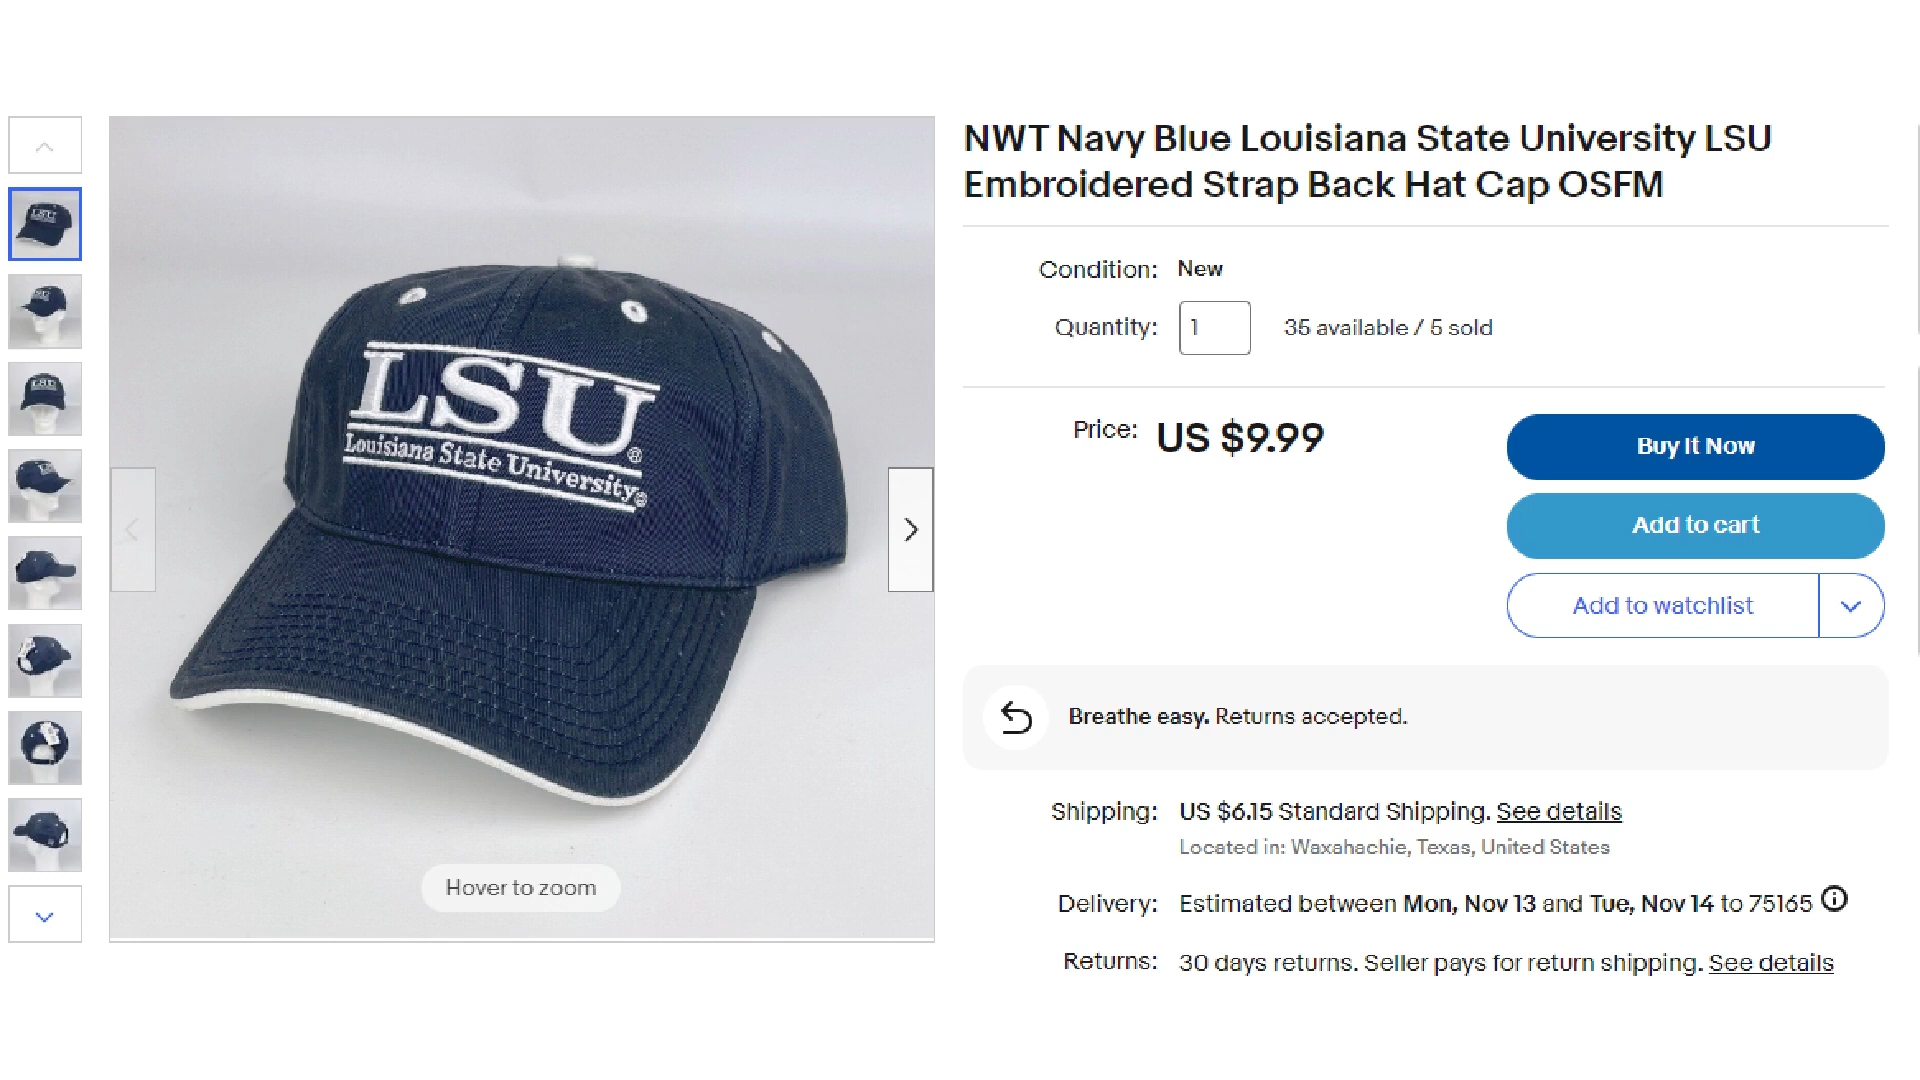 NWT Navy Blue Louisiana State University LSU
Embroidered Strap Back Hat Cap OSFM
Condition: New
Quantity: 1 35 available / 5 sold
Price: US $9.99
Buy It Now
Add to cart
Add to watchlist
Breathe easy. Returns accepted.
Shipping: US $6.15 Standard Shipping. See details
Located in: Waxahachie, Texas, United States
Delivery: Estimated between Mon, Nov 13 and Tue, Nov 14 to 75165
Returns: 30 days returns. Seller pays for return shipping. See details
LSU®
Louisiana State University®
Hover to zoom